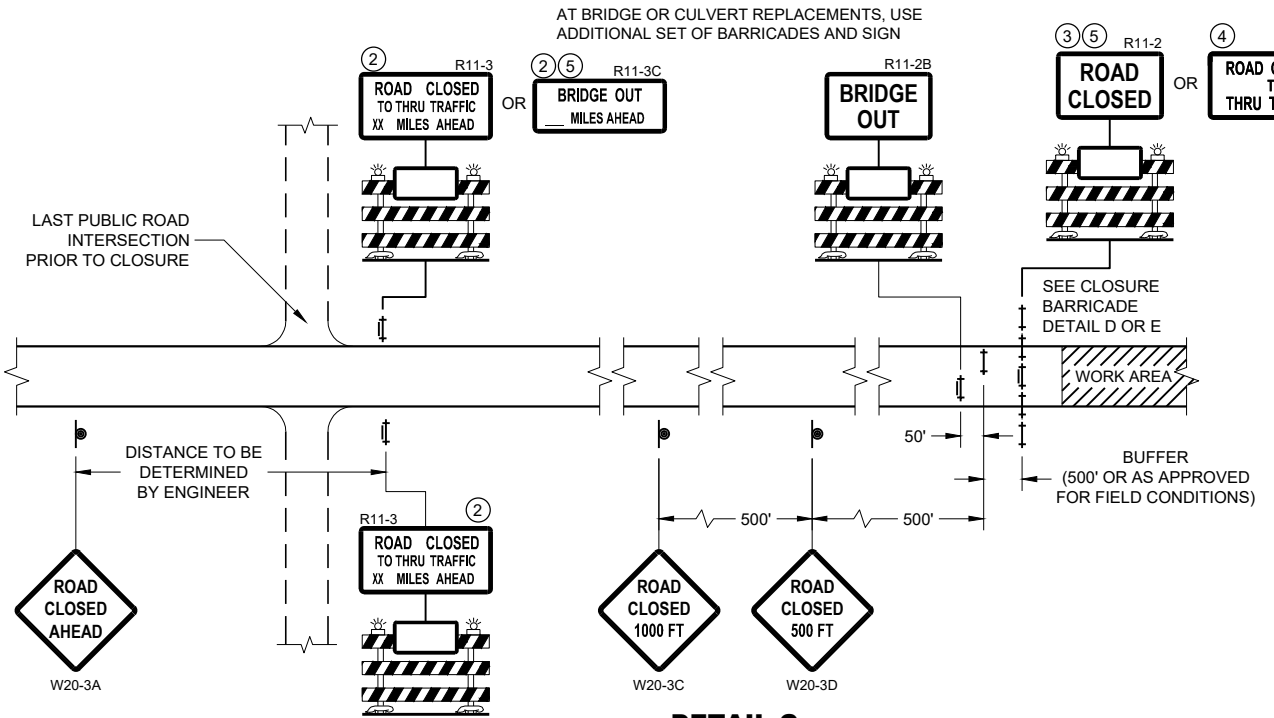 AT BRIDGE OR CULVERT REPLACEMENTS, USE
ADDITIONAL SET OF BARRICADES AND SIGN
2
R11-3
ROAD CLOSED
TO THRU TRAFFIC
XX MILES AHEAD
OR
2 5
R11-3C
BRIDGE OUT
___ MILES AHEAD
R11-2B
BRIDGE
OUT
3 5
R11-2
ROAD
CLOSED
OR
4
ROAD
THRU
LAST PUBLIC ROAD
INTERSECTION
PRIOR TO CLOSURE
SEE CLOSURE
BARRICADE
DETAIL D OR E
WORK AREA
DISTANCE TO BE
DETERMINED
BY ENGINEER
50'
BUFFER
(500' OR AS APPROVED
FOR FIELD CONDITIONS)
500'
500'
R11-3
2
ROAD CLOSED
TO THRU TRAFFIC
XX MILES AHEAD
ROAD
CLOSED
AHEAD
W20-3A
ROAD
CLOSED
1000 FT
W20-3C
ROAD
CLOSED
500 FT
W20-3D